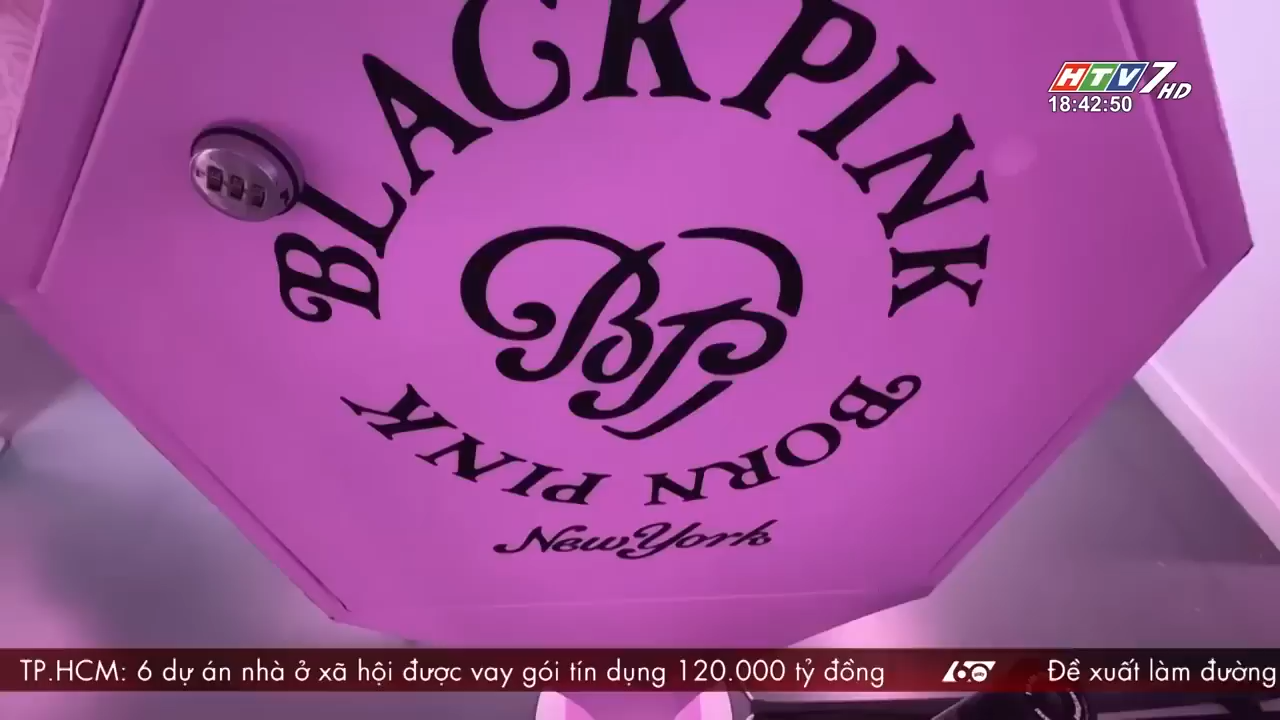 BLACKPINK
HTV7 HD
18:42:50
BP
BORN PINK
New York
TP.HCM: 6 dự án nhà ở xã hội được vay gói tín dụng 120.000 tỷ đồng
60
Đề xuất làm đường